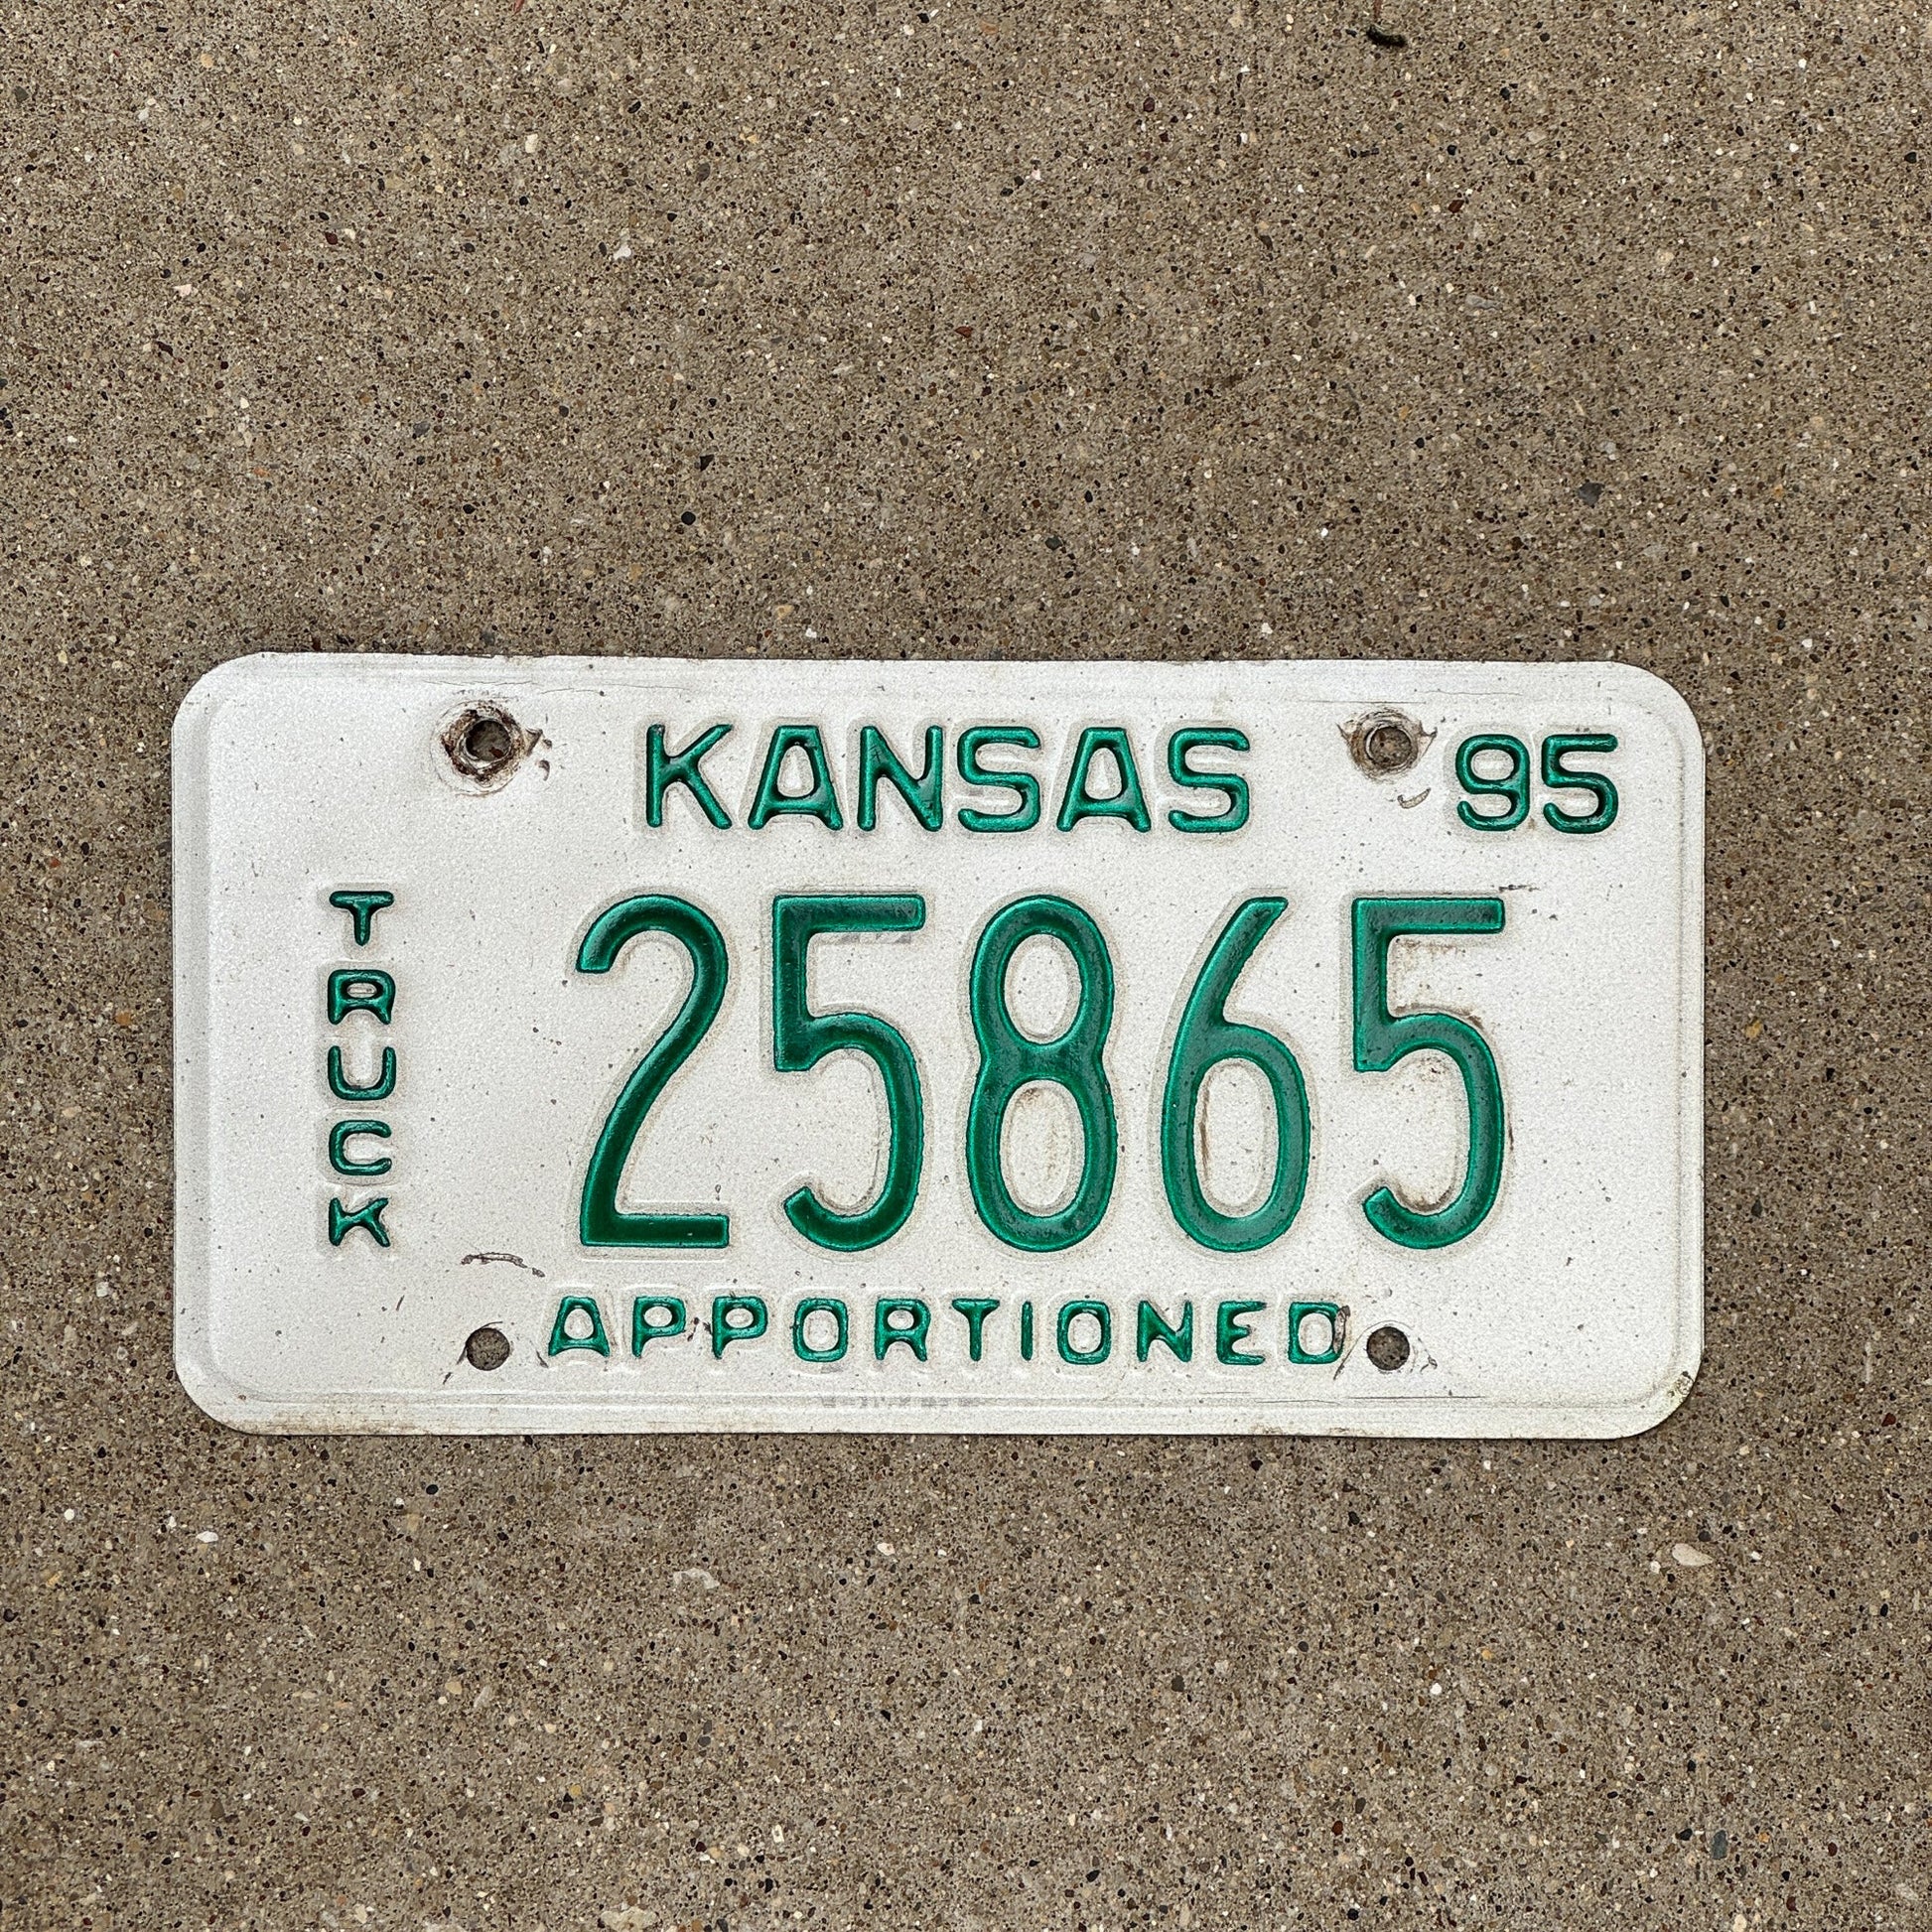 KANSAS 95
TRUCK
25865
APPORTIONED